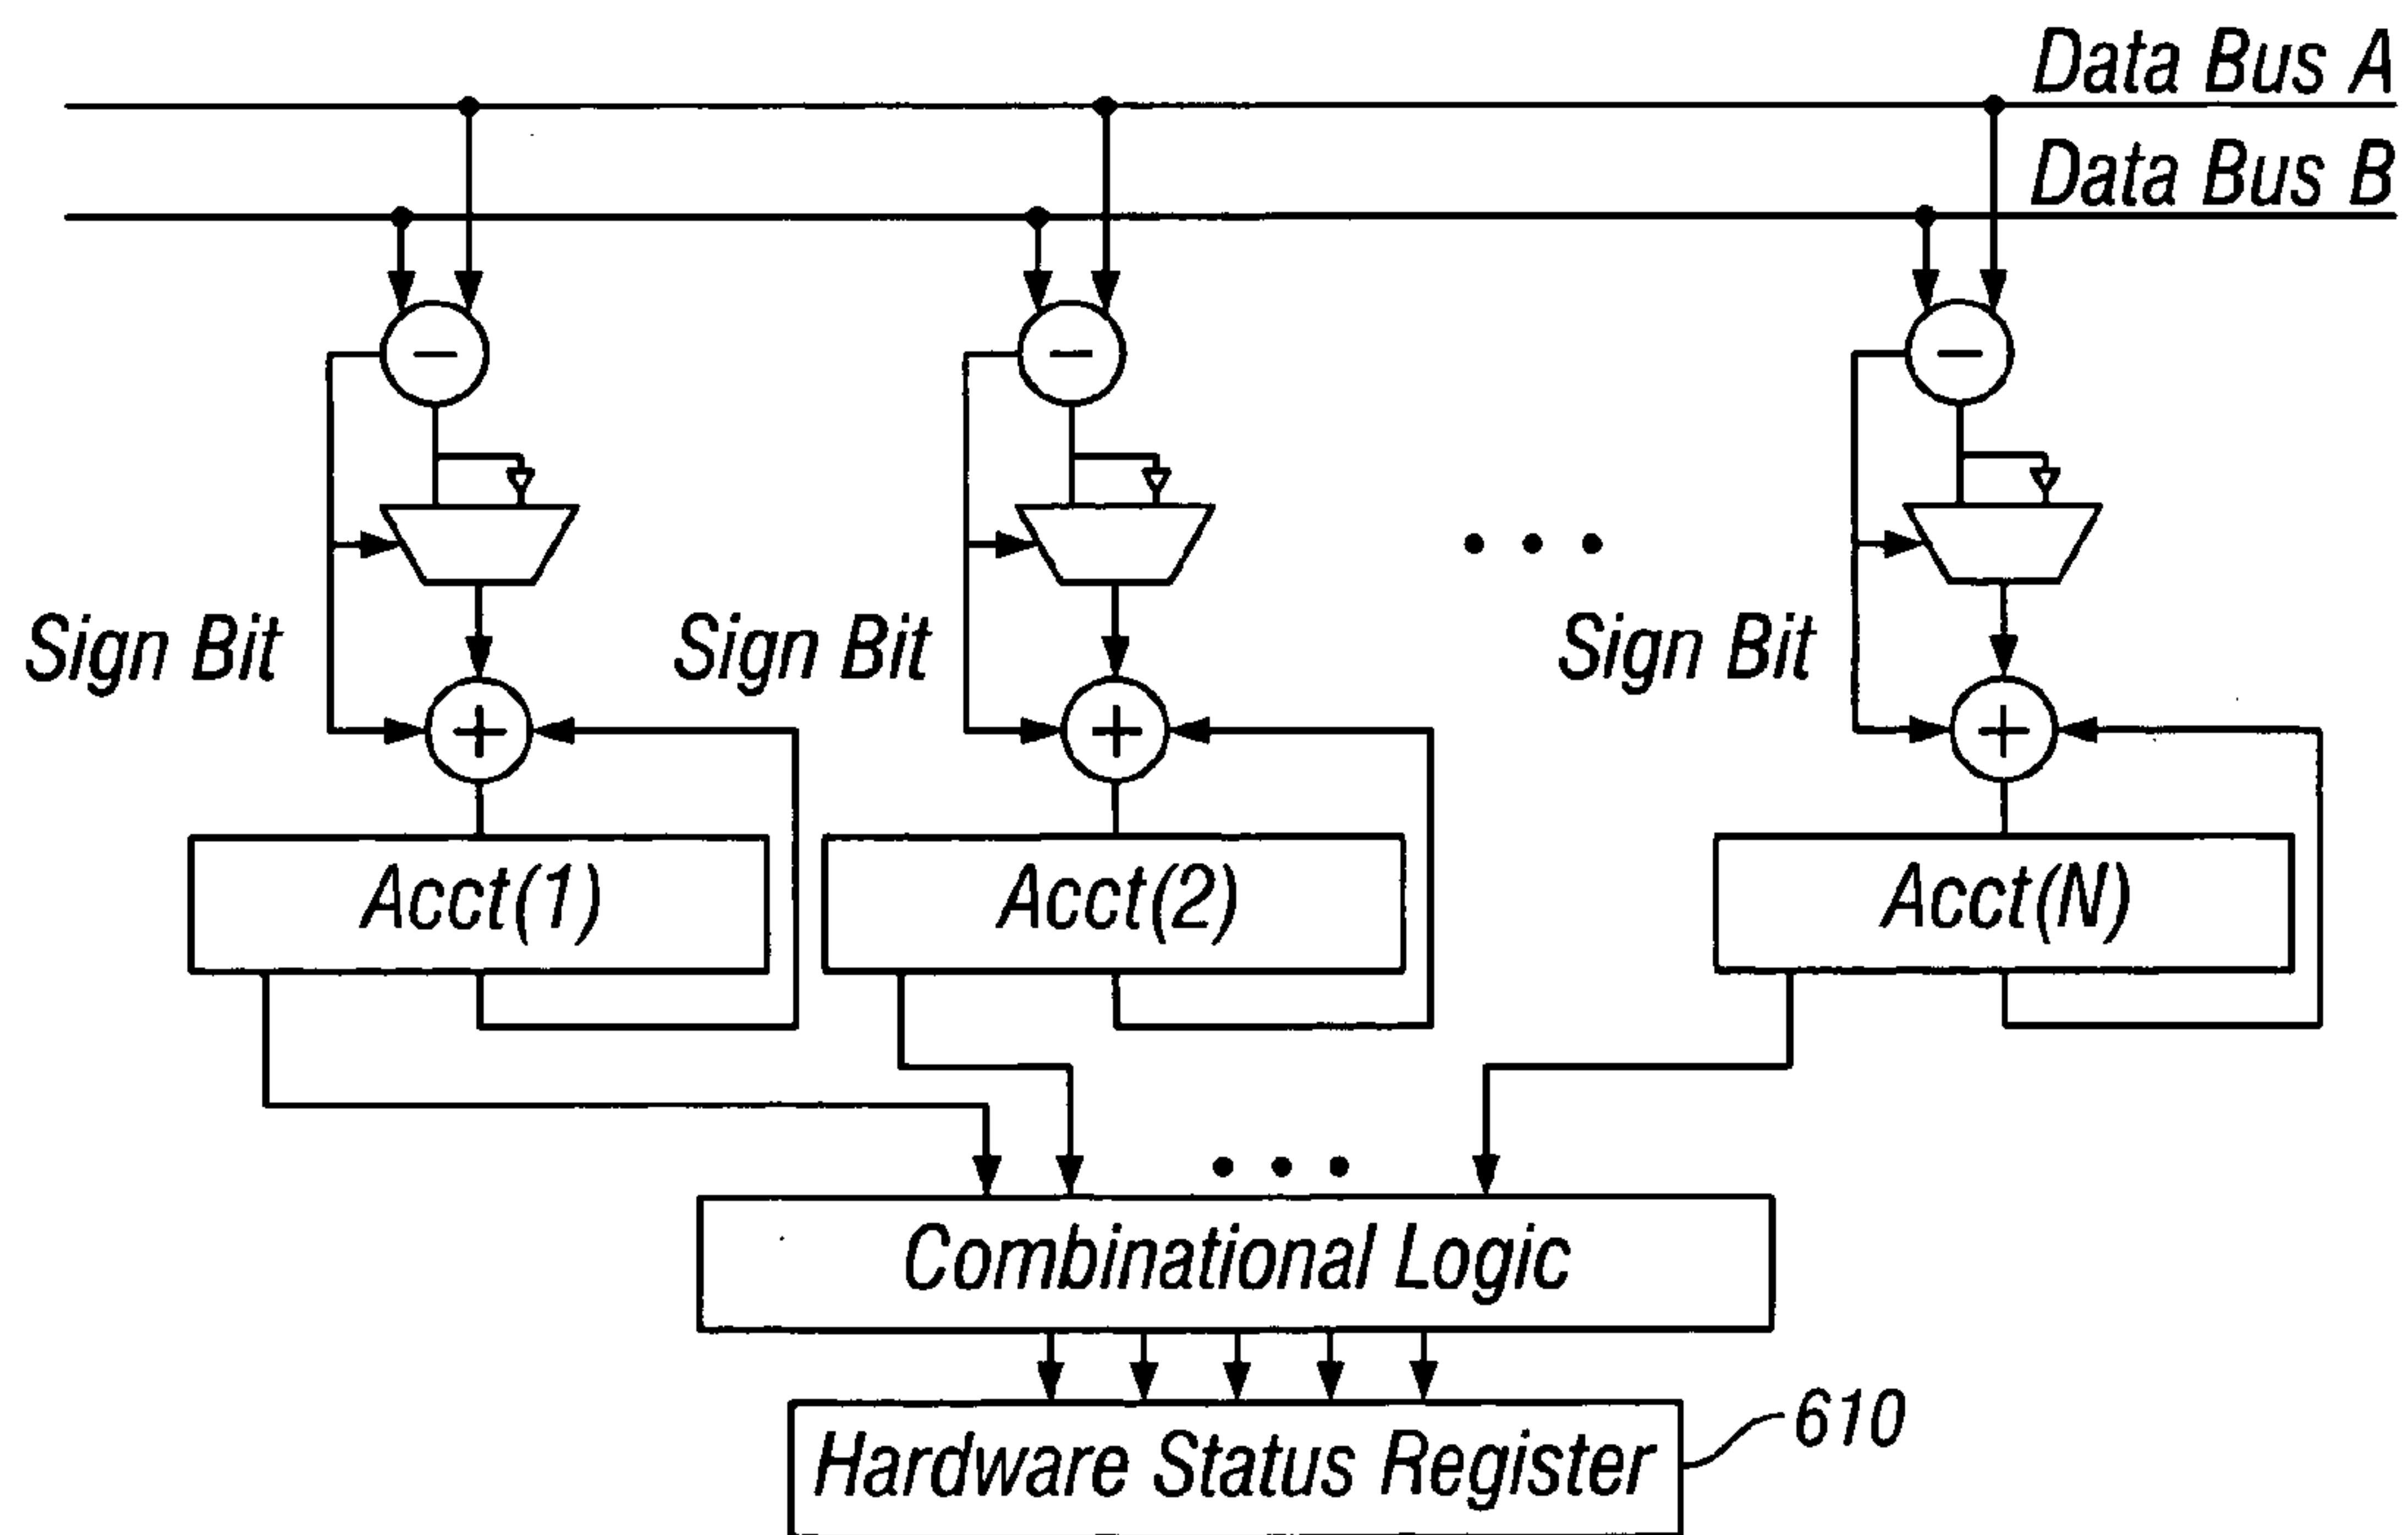 Data Bus A
Data Bus B
−
−
−
Sign Bit
Sign Bit
Sign Bit
+
+
+
Acct(1)
Acct(2)
Acct(N)
Combinational Logic
Hardware Status Register
610